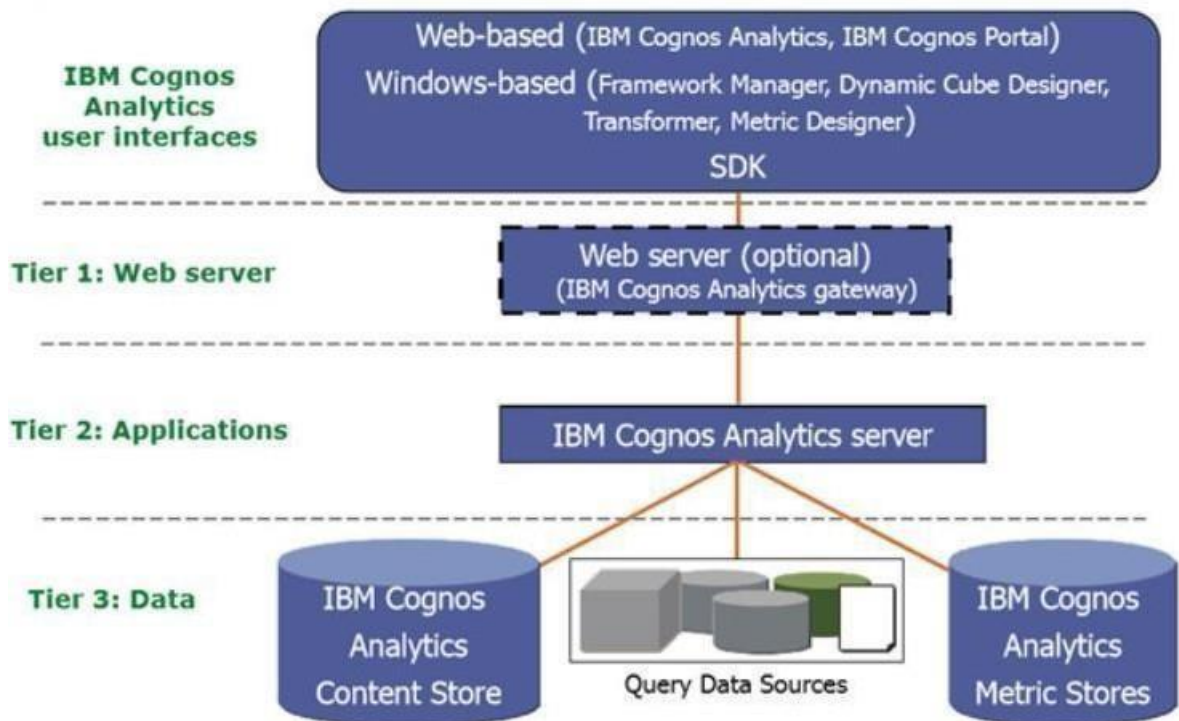 Web-based (IBM Cognos Analytics, IBM Cognos Portal)
IBM Cognos
Analytics
user interfaces
Windows-based (Framework Manager, Dynamic Cube Designer,
Transformer, Metric Designer)
SDK
Tier 1: Web server
Web server (optional)
(IBM Cognos Analytics gateway)
Tier 2: Applications
IBM Cognos Analytics server
Tier 3: Data
IBM Cognos
Analytics
Content Store
Query Data Sources
IBM Cognos
Analytics
Metric Stores